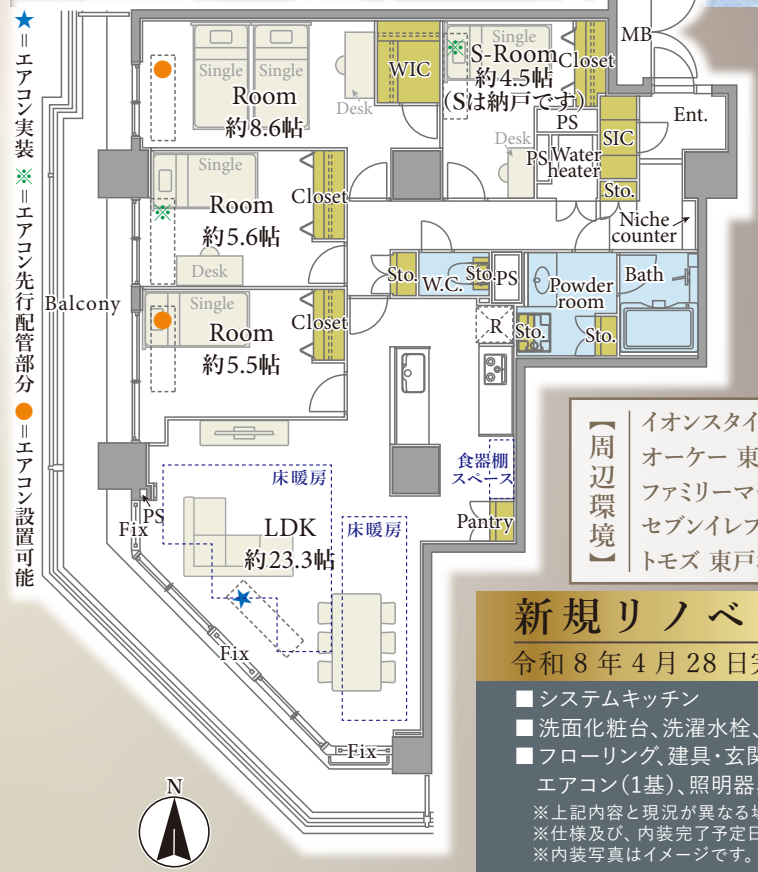 ★=エアコン実装 ※=エアコン先行配管部分 ●=エアコン設置可能
MB
Single
Single
Room
約8.6帖
Desk
WIC
Single
S-Room
約4.5帖
(Sは納戸です)
Closet
PS
Desk
PS
Water
heater
SIC
Sto.
Ent.
Niche
counter
Single
Room
約5.6帖
Closet
Desk
Balcony
Sto.
W.C.
Sto.
PS
Powder
room
Bath
Sto.
Sto.
Single
Room
約5.5帖
Closet
R
床暖房
食器棚
スペース
Pantry
PS
Fix
LDK
約23.3帖
床暖房
Fix
Fix
N
【周辺環境】
イオンスタイ
オーケー 東
ファミリーマー
セブンイレブ
トモズ 東戸
新規リノベ
令和8年4月28日完
■システムキッチン
■洗面化粧台、洗濯水栓、
■フローリング、建具・玄関
エアコン(1基)、照明器
※上記内容と現況が異なる場
※仕様及び、内装完了予定日
※内装写真はイメージです。